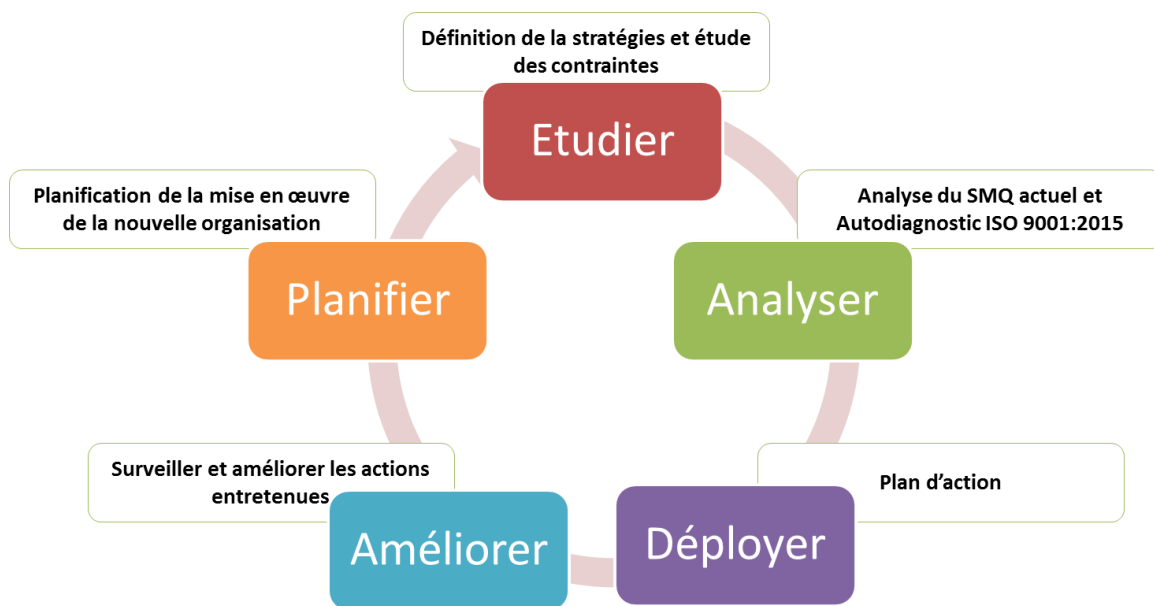 Définition de la stratégies et étude
des contraintes
Etudier
Analyse du SMQ actuel et
Autodiagnostic ISO 9001:2015
Analyser
Plan d’action
Déployer
Surveiller et améliorer les actions
entretenues
Améliorer
Planification de la mise en œuvre
de la nouvelle organisation
Planifier